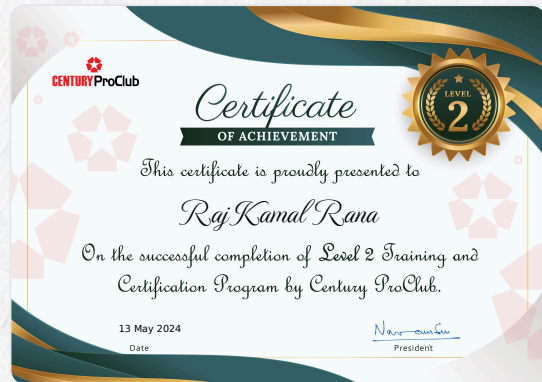 CENTURY ProClub
Certificate
OF ACHIEVEMENT
LEVEL
2
This certificate is proudly presented to
Raj Kamal Rana
On the successful completion of Level 2 Training and
Certification Program by Century ProClub.
13 May 2024
Date
President